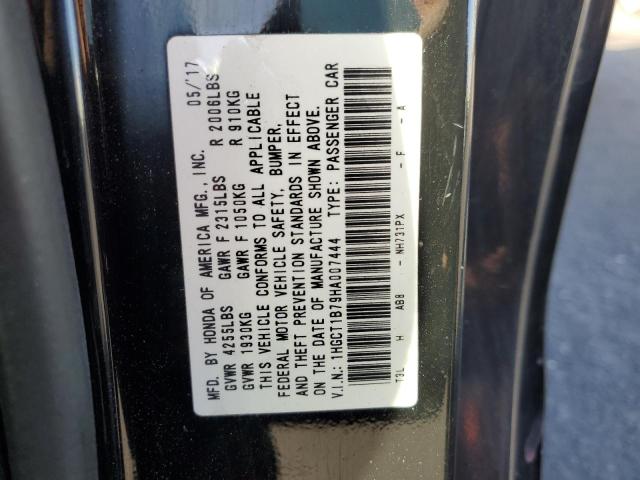 MFD. BY HONDA OF AMERICA MFG., INC. 05/'17
GVWR 4255LBS GAWR F 2315LBS R 2006LBS
GVWR 1930KG GAWR F 1050KG R 910KG
THIS VEHICLE CONFORMS TO ALL APPLICABLE
FEDERAL MOTOR VEHICLE SAFETY, BUMPER,
AND THEFT PREVENTION STANDARDS IN EFFECT
ON THE DATE OF MANUFACTURE SHOWN ABOVE.
V.I.N.: 1HGCT1B79HA007444 TYPE: PASSENGER CAR
T3L H AB8 - NH731PX - F - A